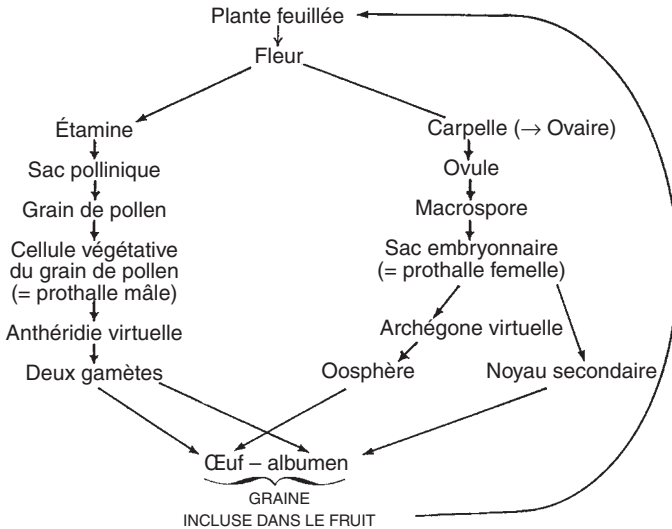 Plante feuillée
Fleur
Étamine
Carpelle (→ Ovaire)
Sac pollinique
Ovule
Grain de pollen
Macrospore
Cellule végétative
du grain de pollen
(= prothalle mâle)
Sac embryonnaire
(= prothalle femelle)
Anthéridie virtuelle
Archégone virtuelle
Deux gamètes
Oosphère
Noyau secondaire
Œuf – albumen
GRAINE
INCLUSE DANS LE FRUIT